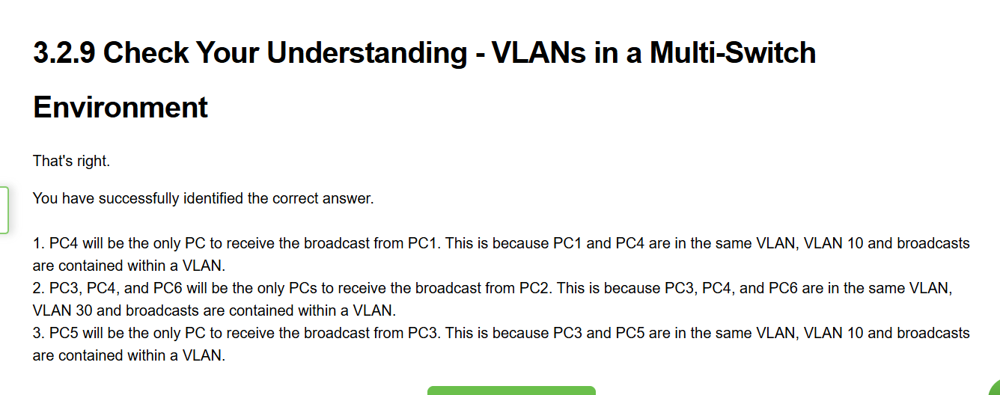 3.2.9 Check Your Understanding - VLANs in a Multi-Switch
Environment
That's right.
You have successfully identified the correct answer.
1. PC4 will be the only PC to receive the broadcast from PC1. This is because PC1 and PC4 are in the same VLAN, VLAN 10 and broadcasts
are contained within a VLAN.
2. PC3, PC4, and PC6 will be the only PCs to receive the broadcast from PC2. This is because PC3, PC4, and PC6 are in the same VLAN,
VLAN 30 and broadcasts are contained within a VLAN.
3. PC5 will be the only PC to receive the broadcast from PC3. This is because PC3 and PC5 are in the same VLAN, VLAN 10 and broadcasts
are contained within a VLAN.